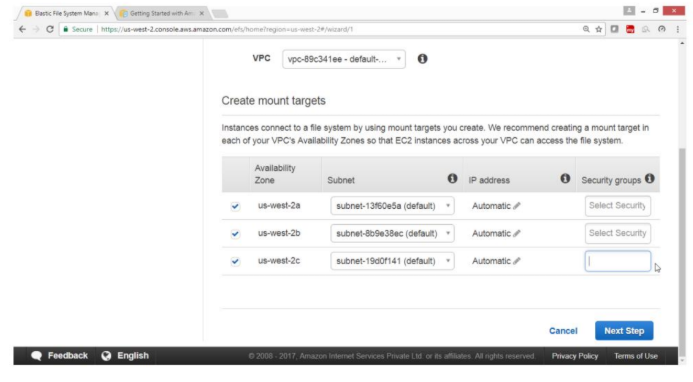 Elastic File System Mana
Getting Started with Am
Secure | https://us-west-2.console.aws.amazon.com/efs/home?region=us-west-2#/wizard/1
VPC vpc-89c341ee - default-...
Create mount targets
Instances connect to a file system by using mount targets you create. We recommend creating a mount target in
each of your VPC's Availability Zones so that EC2 instances across your VPC can access the file system.
Availability
Zone Subnet IP address Security groups
us-west-2a subnet-13f60e5a (default) Automatic Select Security
us-west-2b subnet-8b9e38ec (default) Automatic Select Security
us-west-2c subnet-19d0f141 (default) Automatic
Cancel Next Step
Feedback English © 2008 - 2017, Amazon Internet Services Private Ltd. or its affiliates. All rights reserved. Privacy Policy Terms of Use